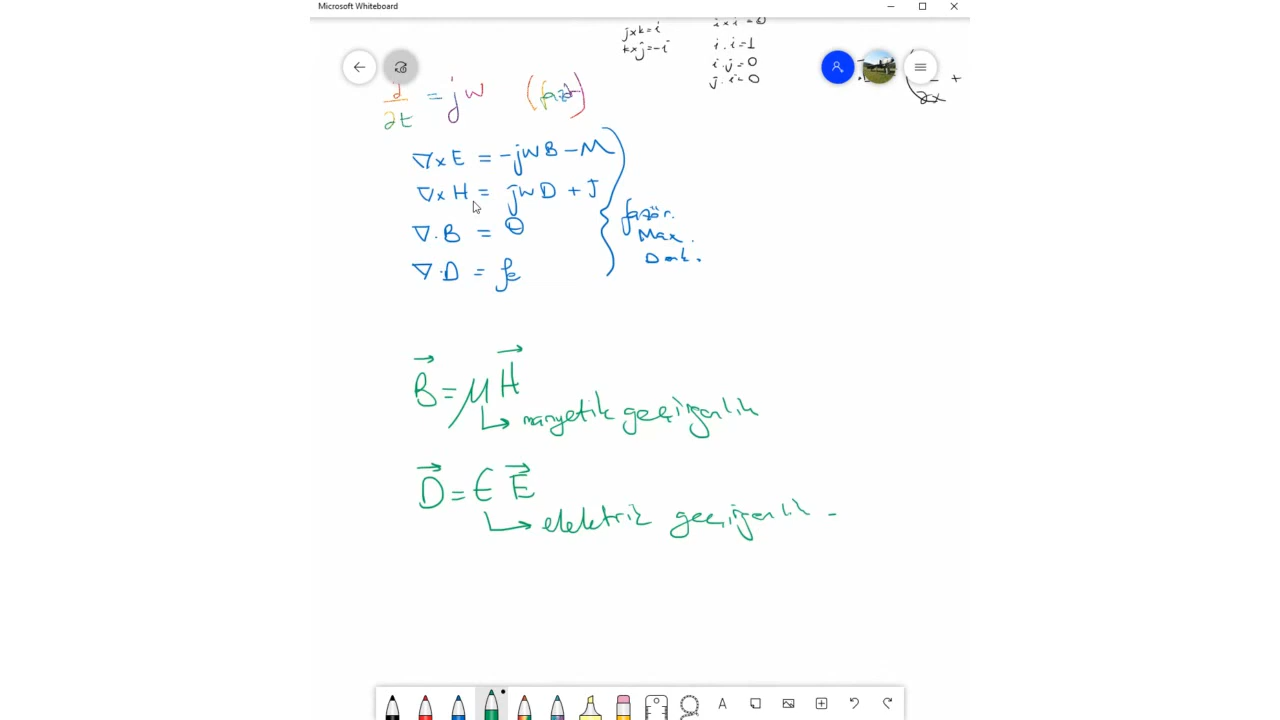 Microsoft Whiteboard
j×k=i
k×j=-i
i×i=0
i.i=1
i.j=0
j.i=0
∂/∂t = jw
∂x +
∇×E = -jwB - M
∇×H = jwD + J
∇.B = 0
∇.D = ρe
fazör.
Max.
Denk.
B⃗ = μH⃗
manyetik geçirgenlik
D⃗ = ϵE⃗
elektrik geçirgenlik -
A